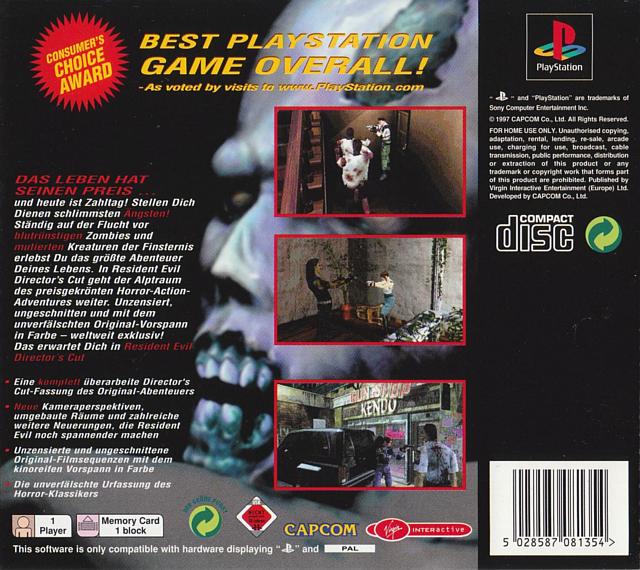 CONSUMER'S
CHOICE
AWARD
BEST PLAYSTATION
GAME OVERALL!
-As voted by visits to www.PlayStation.com
DAS LEBEN HAT
SEINEN PREIS ...
und heute ist Zahltag! Stellen Dich
Dienen schlimmsten Ängsten!
Ständig auf der Flucht vor
blutrünstigen Zombies und
mutierten Kreaturen der Finsternis
erlebst Du das größte Abenteuer
Deines Lebens. In Resident Evil
Director's Cut geht der Alptraum
des preisgekrönten Horror-Action-
Adventures weiter. Unzensiert,
ungeschnitten und mit dem
unverfälschten Original-Vorspann
in Farbe – weltweit exklusiv!
Das erwartet Dich in Resident Evil
Director's Cut
• Eine komplett überarbeite Director's
Cut-Fassung des Original-Abenteuers
• Neue Kameraperspektiven,
umgebaute Räume und zahlreiche
weitere Neuerungen, die Resident
Evil noch spannender machen
• Unzensierte und ungeschnittene
Original-Filmsequenzen mit dem
kinoreifen Vorspann in Farbe
• Die unverfälschte Urfassung des
Horror-Klassikers
GUN SHOP
KENDO
1
Player
Memory Card
1 block
DER GRÜNE PUNKT
CAPCOM
Virgin INTERACTIVE
This software is only compatible with hardware displaying " " and PAL
PlayStation
" " and "PlayStation" are trademarks of
Sony Computer Entertainment Inc.
© 1997 CAPCOM Co., Ltd. All Rights Reserved.
FOR HOME USE ONLY. Unauthorised copying,
adaptation, rental, lending, re-sale, arcade
use, charging for use, broadcast, cable
transmission, public performance, distribution
or extraction of this product or any
trademark or copyright work that forms part
of this product are prohibited. Published by
Virgin Interactive Entertainment (Europe) Ltd.
Developed by CAPCOM Co., Ltd.
COMPACT
disc
5 028587 081354 >